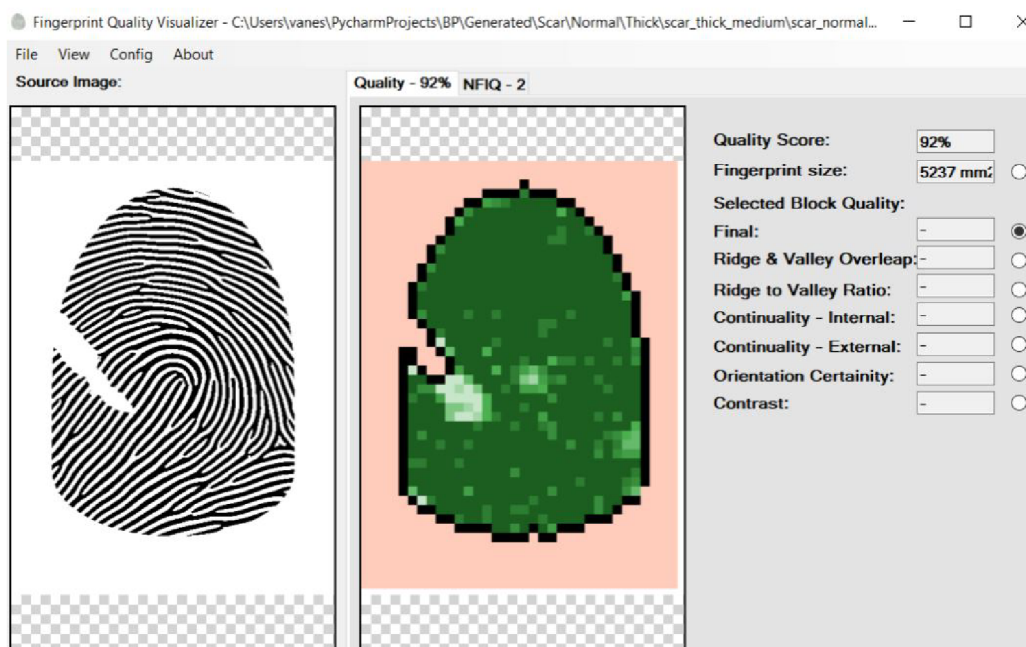 Fingerprint Quality Visualizer - C:\Users\vanes\PycharmProjects\BP\Generated\Scar\Normal\Thick\scar_thick_medium\scar_normal...
File View Config About
Source Image:
Quality - 92% NFIQ - 2
Quality Score: 92%
Fingerprint size: 5237 mm2
Selected Block Quality:
Final: -
Ridge & Valley Overleap: -
Ridge to Valley Ratio: -
Continuality - Internal: -
Continuality - External: -
Orientation Certainity: -
Contrast: -